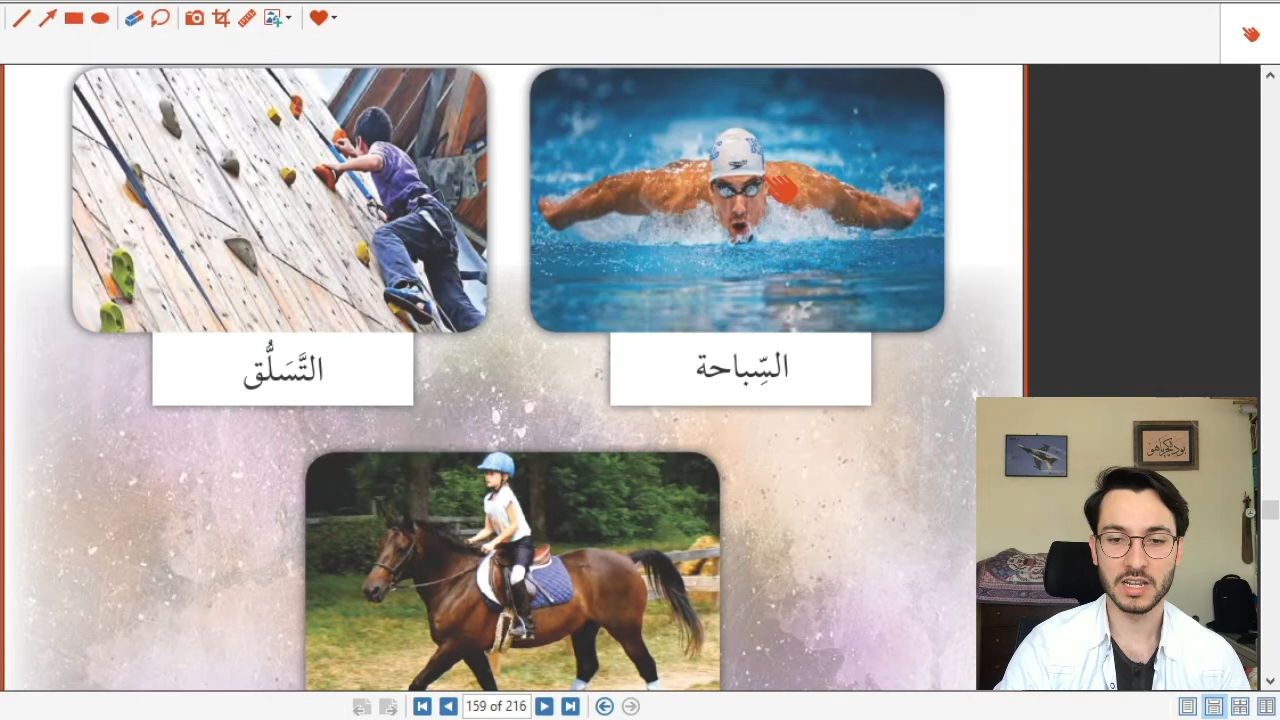 السِّباحة
التَّسَلُّق
159 of 216